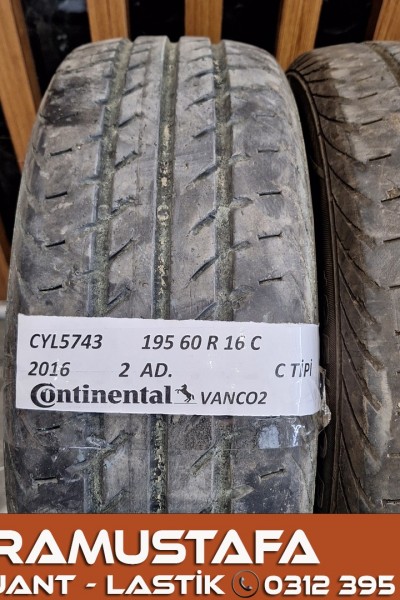 CYL5743 195 60 R 16 C
2016 2 AD. C TİPİ
Continental VANCO2
RAMUSTAFA
JANT - LASTİK 0312 395